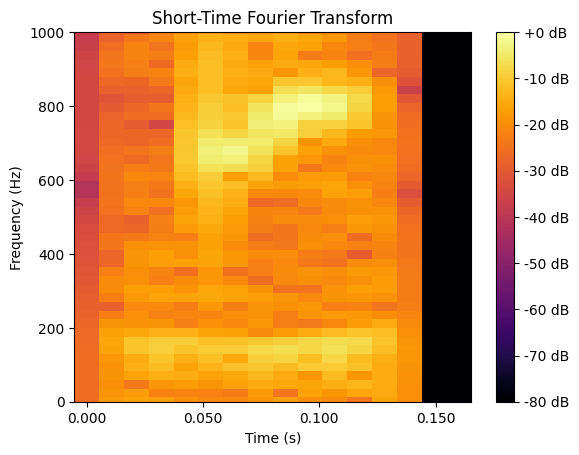 Short-Time Fourier Transform
1000
800
600
400
200
0
Frequency (Hz)
0.000
0.050
0.100
0.150
Time (s)
+0 dB
-10 dB
-20 dB
-30 dB
-40 dB
-50 dB
-60 dB
-70 dB
-80 dB